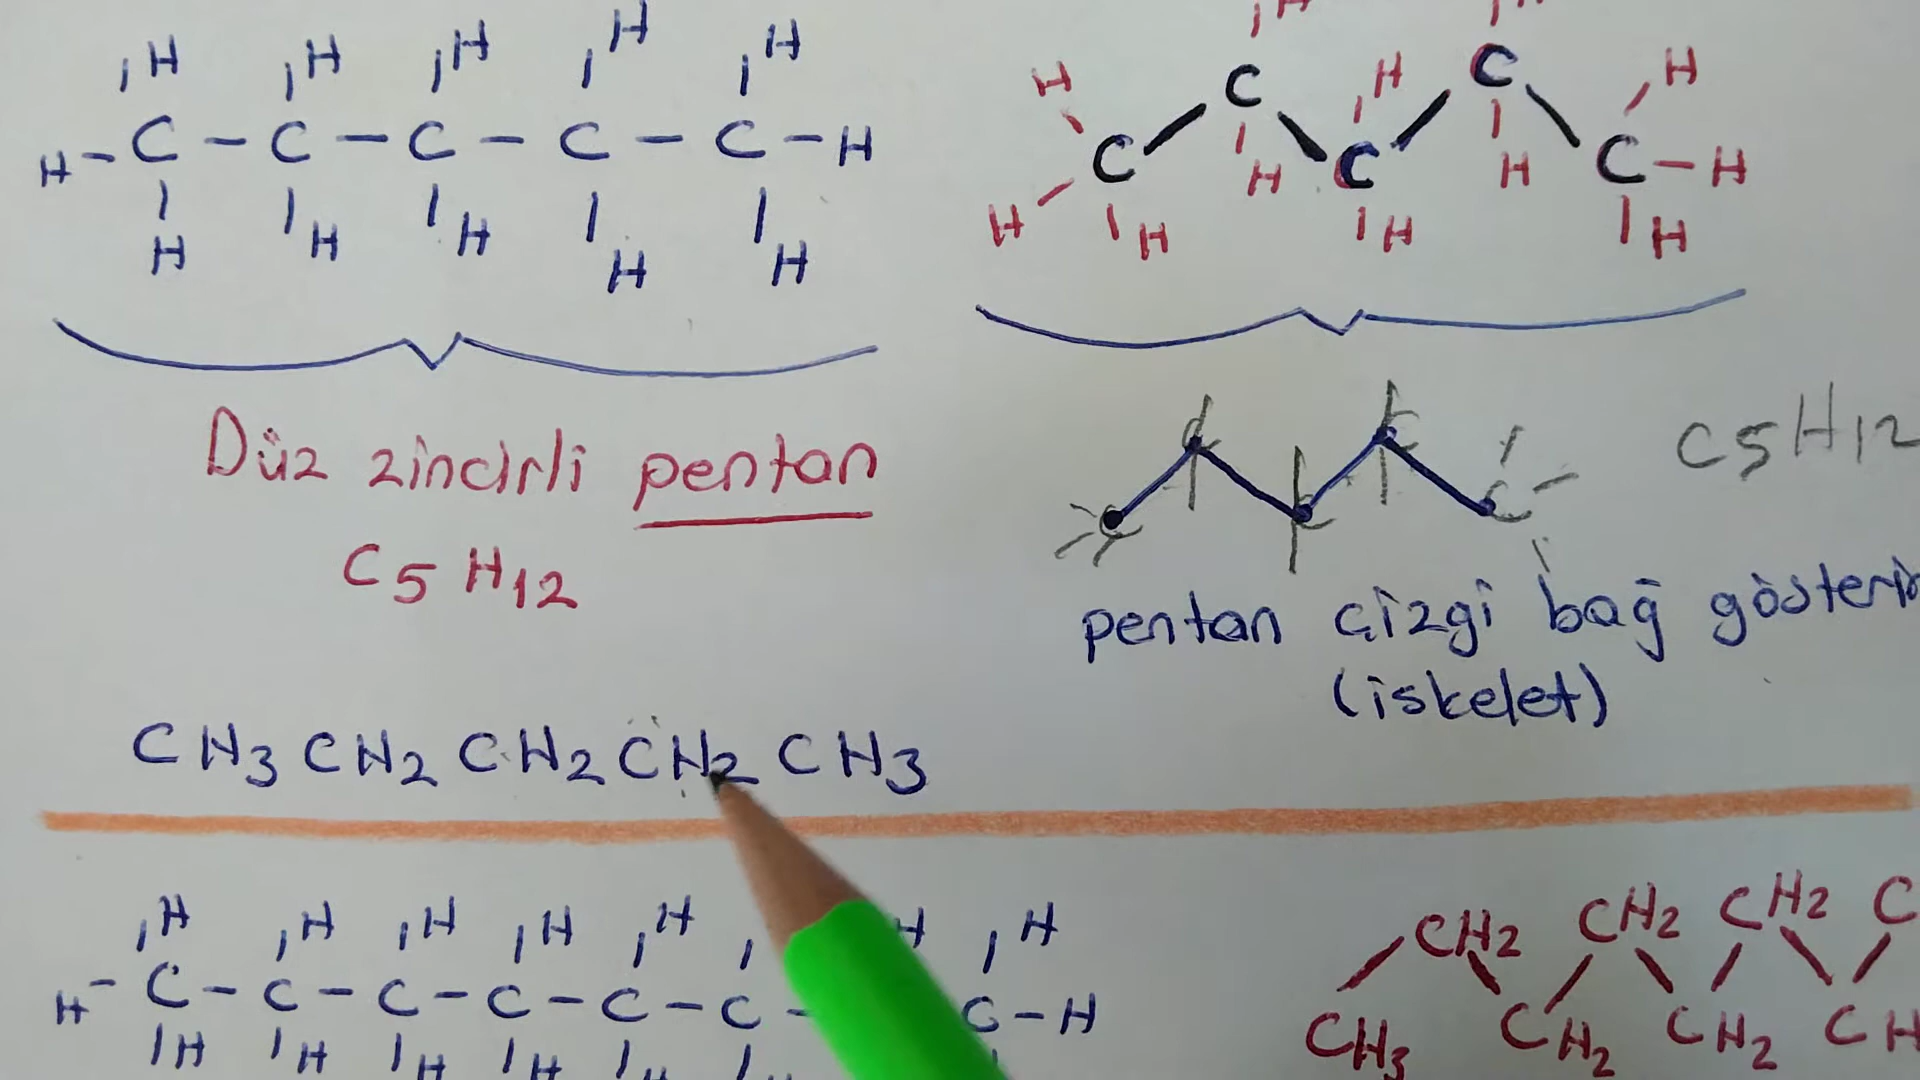 H H H H H
H - C - C - C - C - C - H
H H H H H
H H
H C H C H
C C C - H
H H H H H H
Düz zincirli pentan
C5H12
C C C C C
C5H12
pentan çizgi bağ
(iskelet)
CH3 CH2 CH2 CH2 CH3
H H H H H H H
H - C - C - C - C - C - C - C - H
H H H H H
CH2 CH2 CH2 C
CH3 CH2 CH2 CH